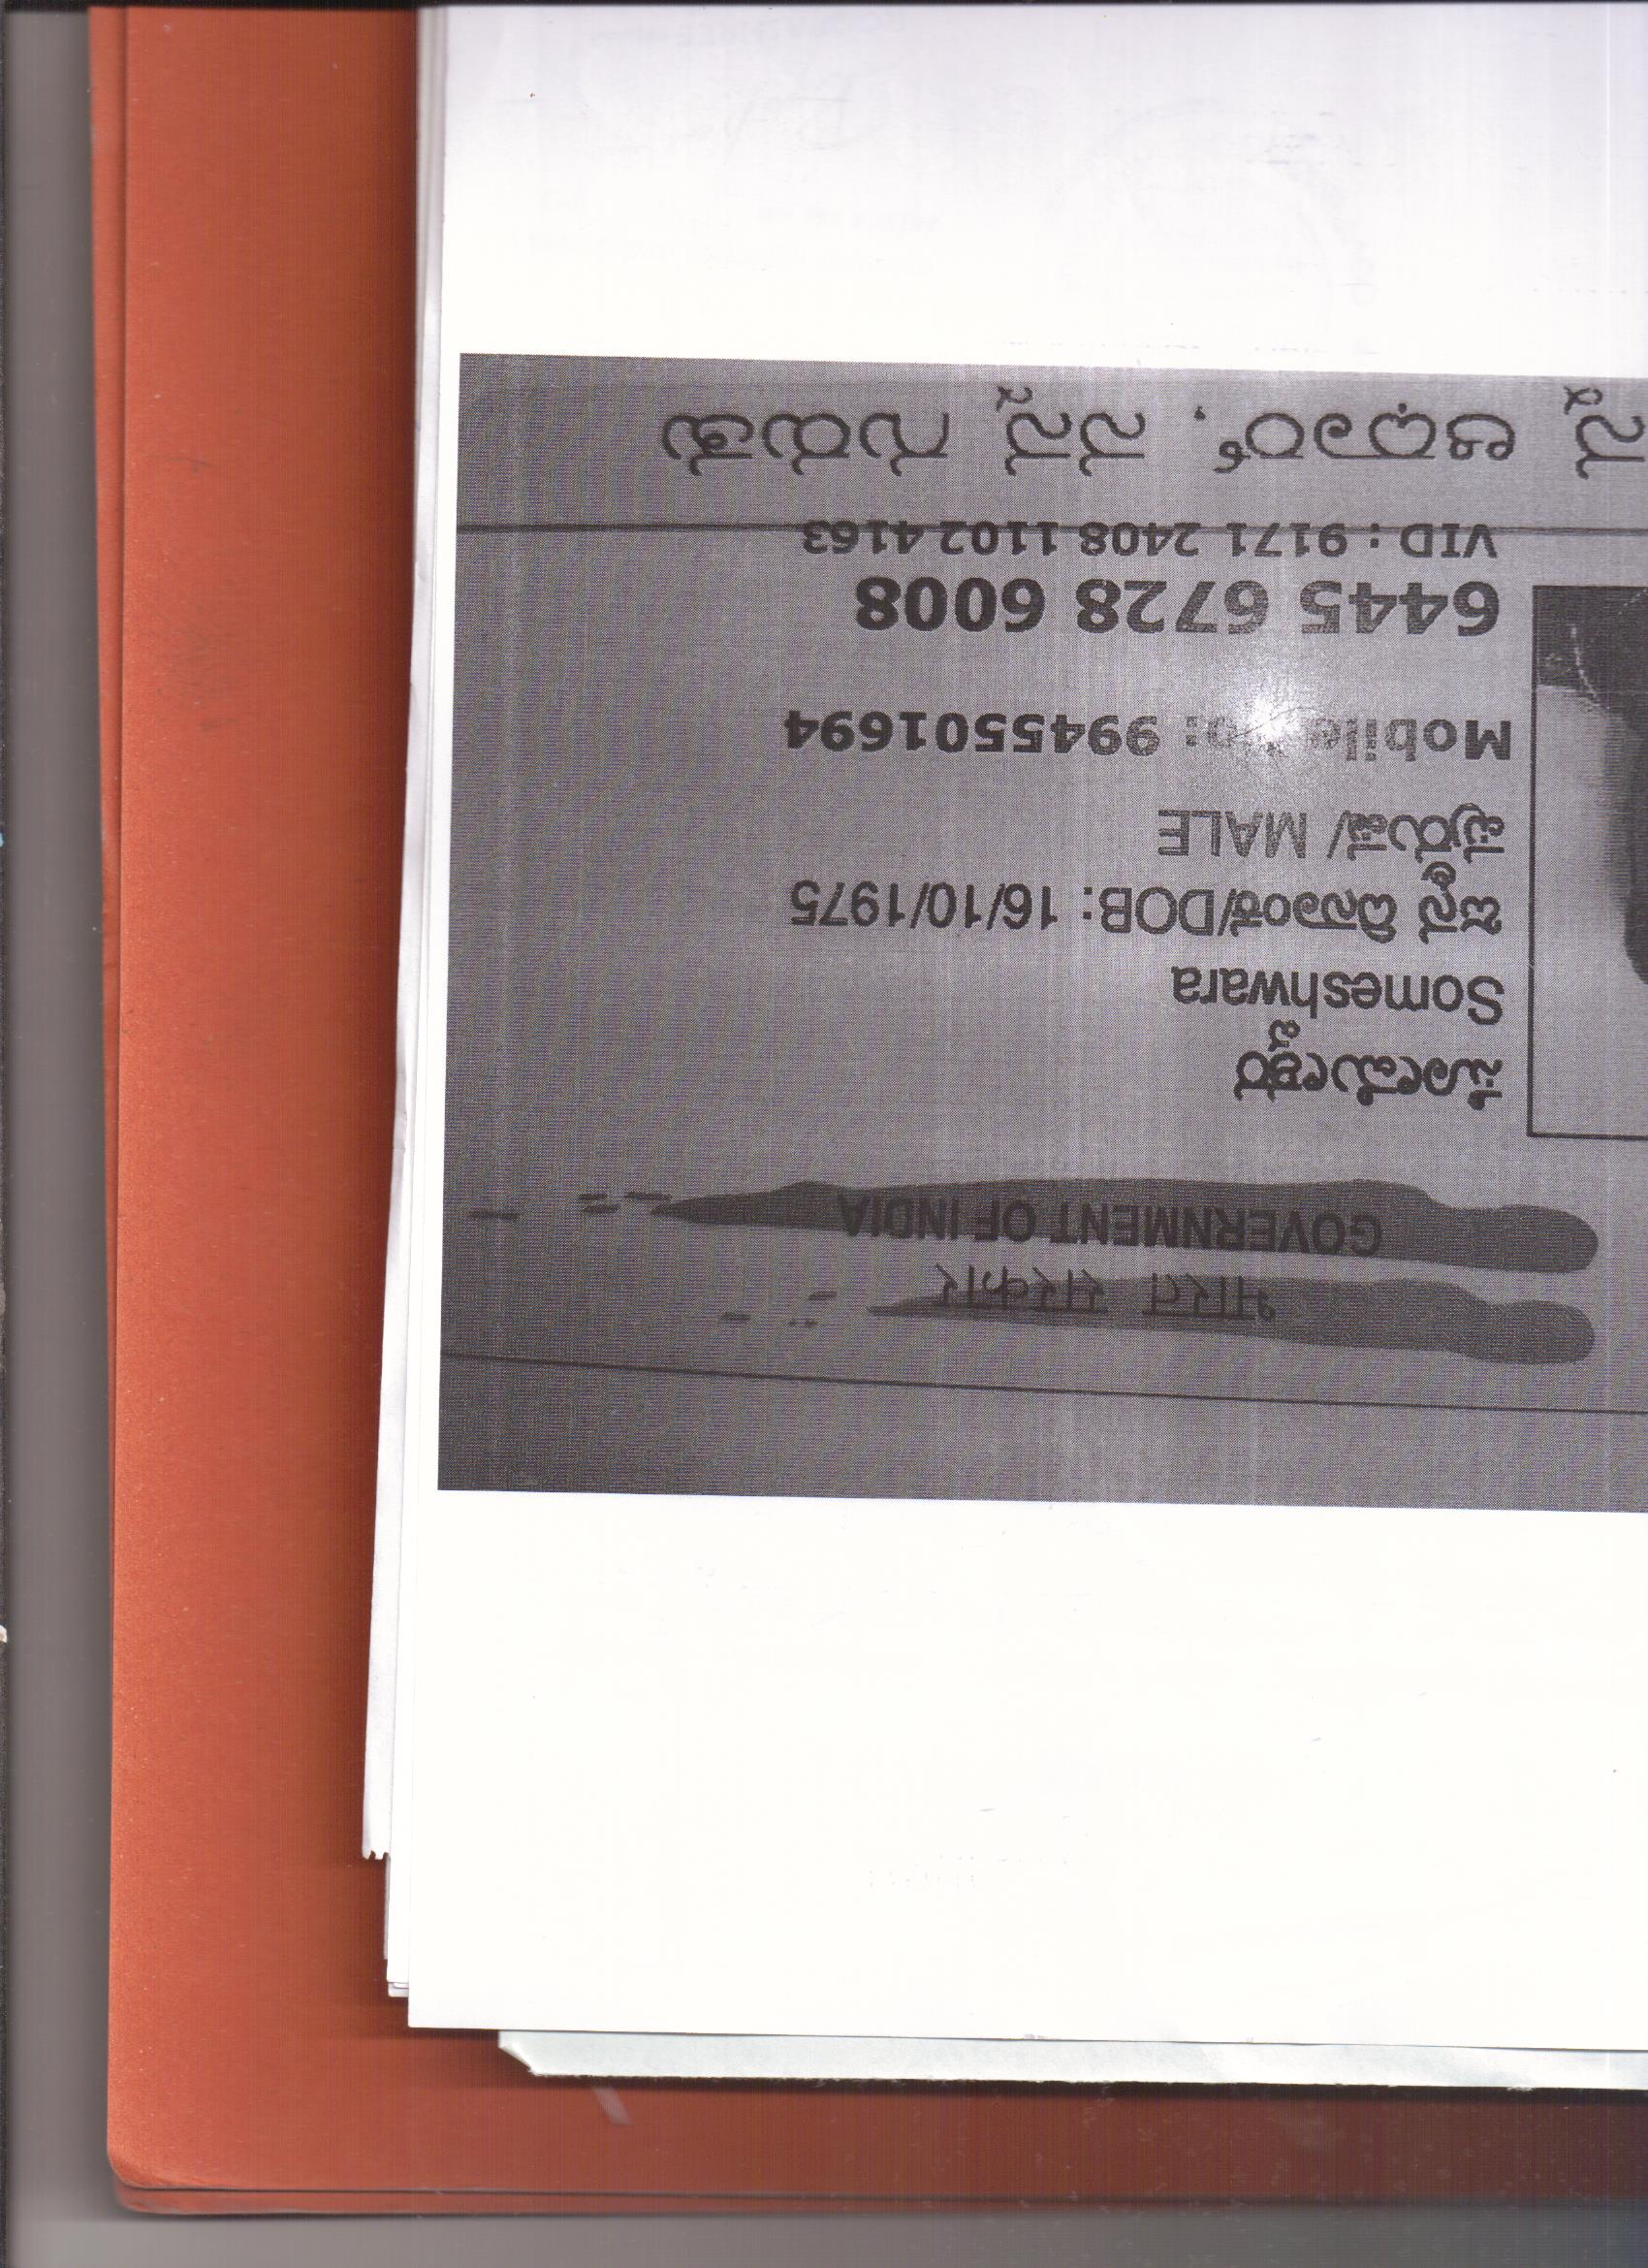 भारत सरकार
GOVERNMENT OF INDIA
ಸೋಮೇಶ್ವರ
Someshwara
ಜನ್ಮ ದಿನಾಂಕ/DOB: 16/10/1975
ಪುರುಷ/ MALE
Mobile No: 9945501694
6445 6728 6008
VID : 9171 2408 1102 4163
ಆಧಾರ್, ನನ್ನ ಗುರುತು